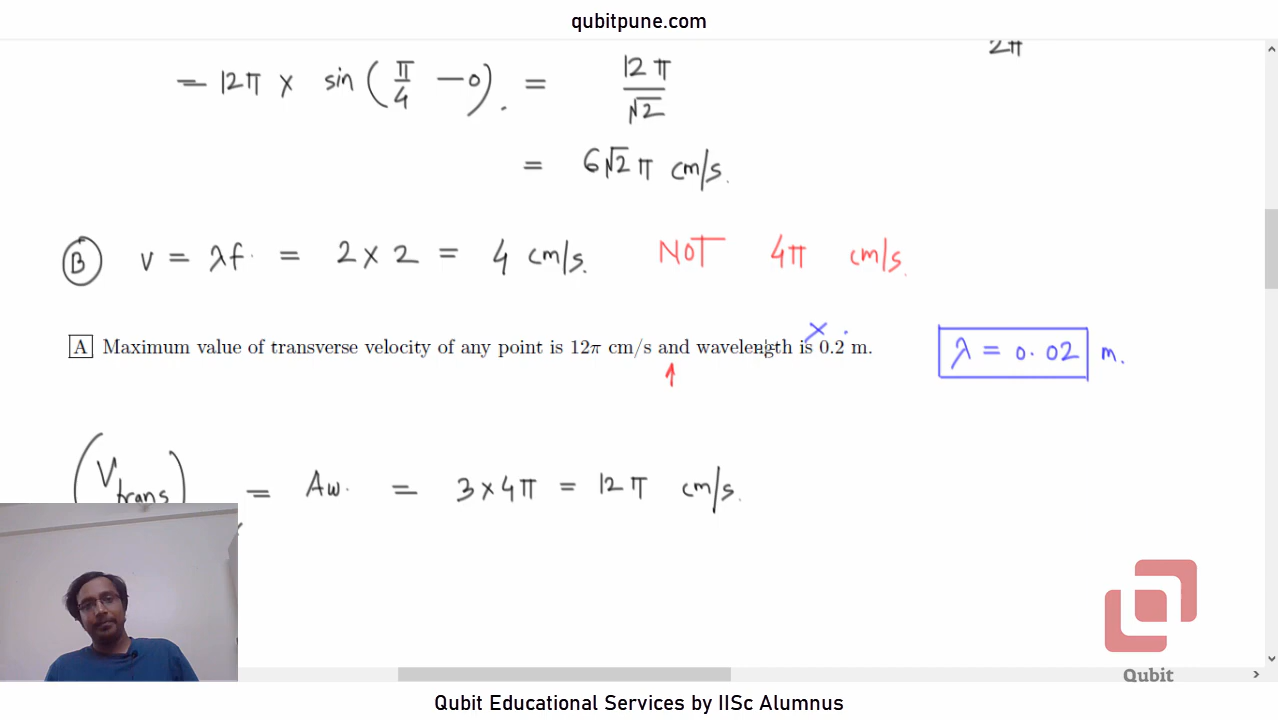 qubitpune.com
2π
= 12π × sin(π/4 − 0). = 12π/√2
= 6√2 π cm/s.
Ⓑ v = λf. = 2 × 2 = 4 cm/s. NOT 4π cm/s.
A Maximum value of transverse velocity of any point is 12π cm/s and wavelength is 0.2 m. × λ = 0.02 m.
(V trans) = Aw. = 3 × 4π = 12π cm/s.
Qubit
Qubit Educational Services by IISc Alumnus